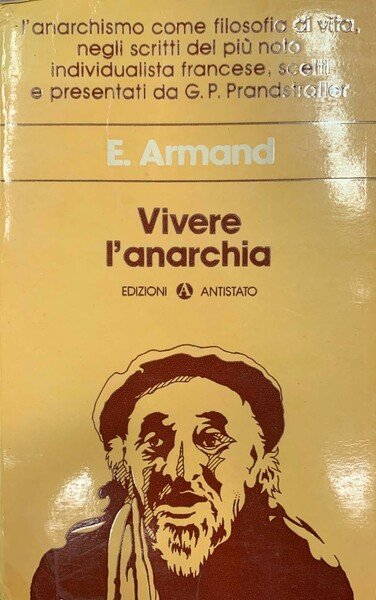 l'anarchismo come filosofia di vita,
negli scritti del più noto
individualista francese, scelti
e presentati da G.P. Prandstraller
E. Armand
Vivere
l'anarchia
EDIZIONI A ANTISTATO